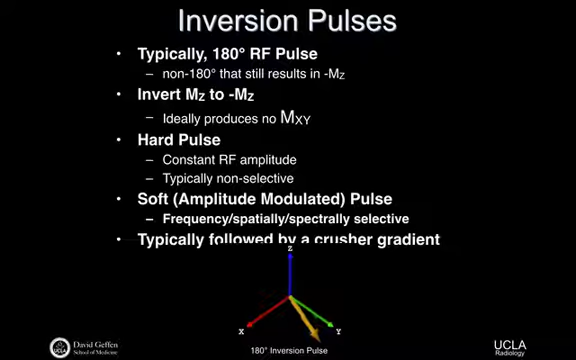 Inversion Pulses
• Typically, 180° RF Pulse
– non-180° that still results in -MZ
• Invert MZ to -MZ
– Ideally produces no MXY
• Hard Pulse
– Constant RF amplitude
– Typically non-selective
• Soft (Amplitude Modulated) Pulse
– Frequency/spatially/spectrally selective
• Typically followed by a crusher gradient
Z
X
Y
180° Inversion Pulse
David Geffen
School of Medicine
UCLA
Radiology